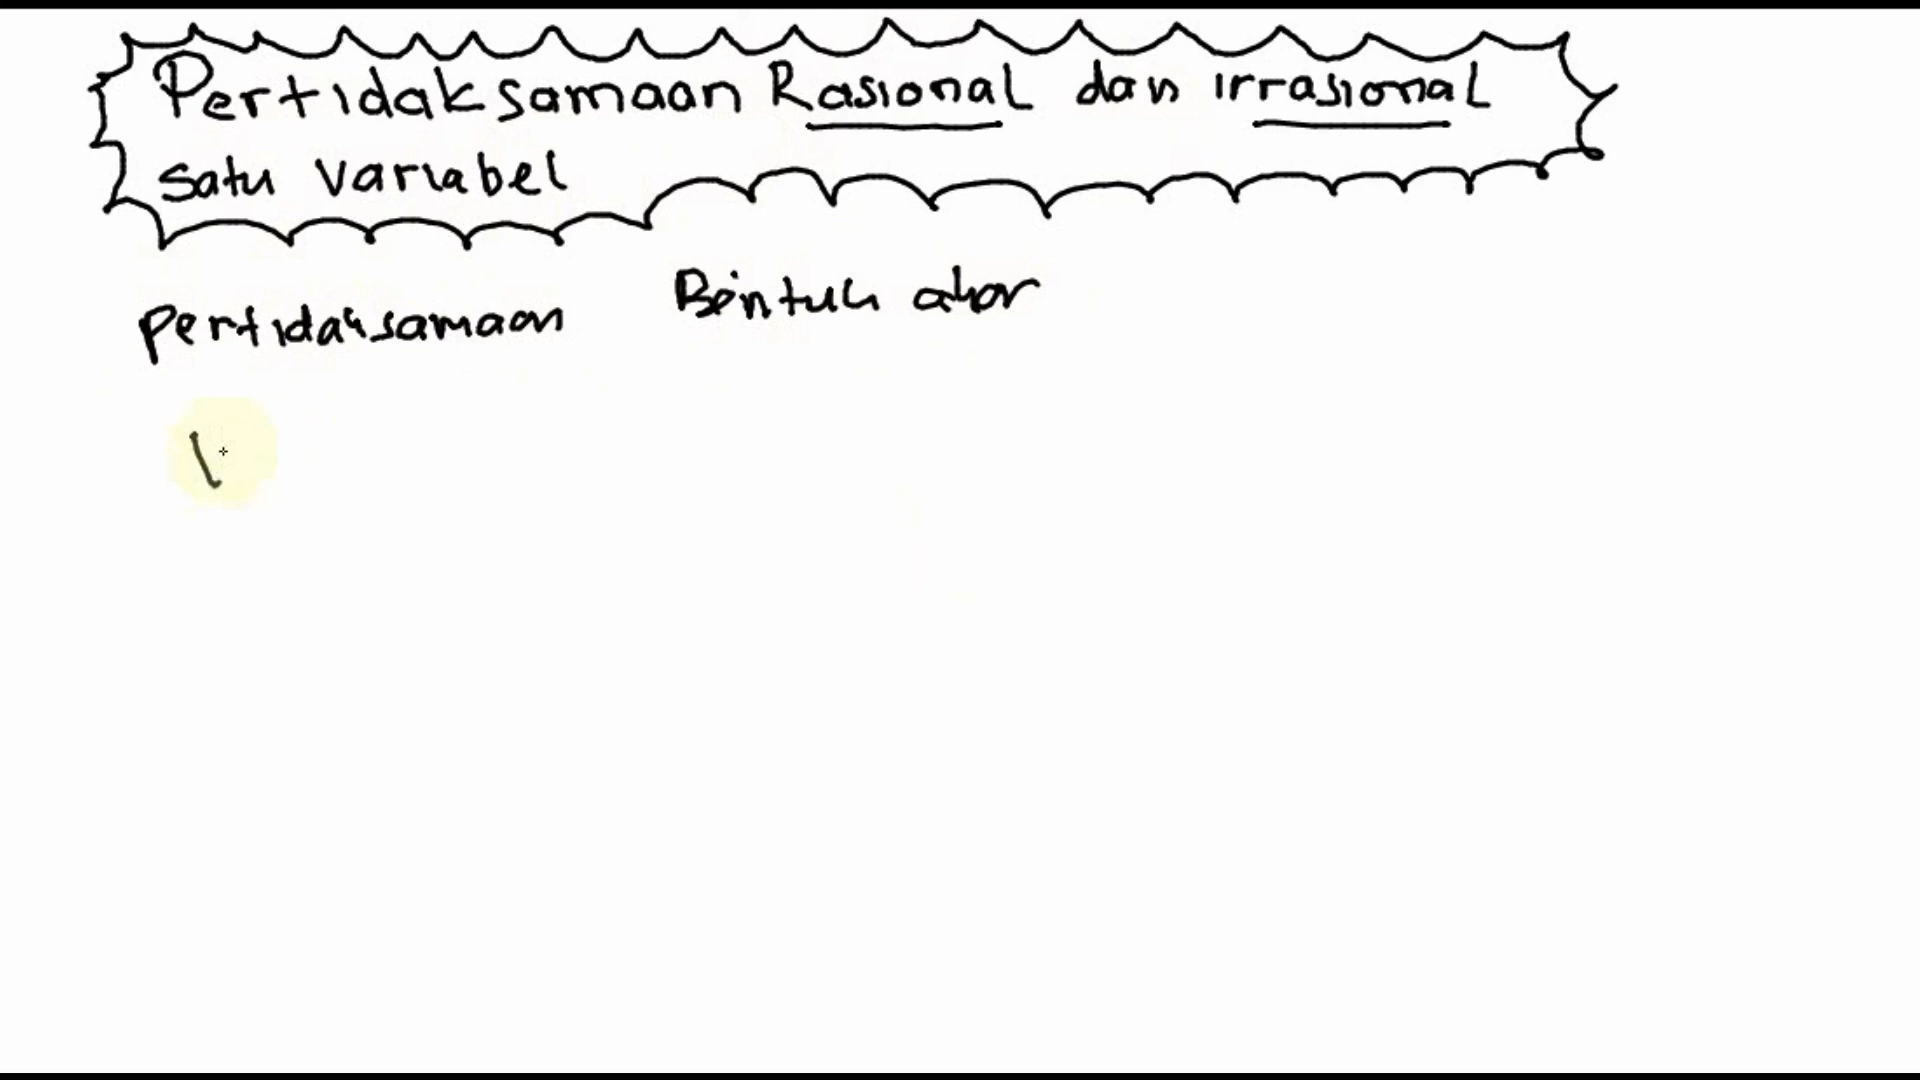 Pertidaksamaan Rasional dan irrasional
satu variabel
pertidaksamaan Bentuk akar